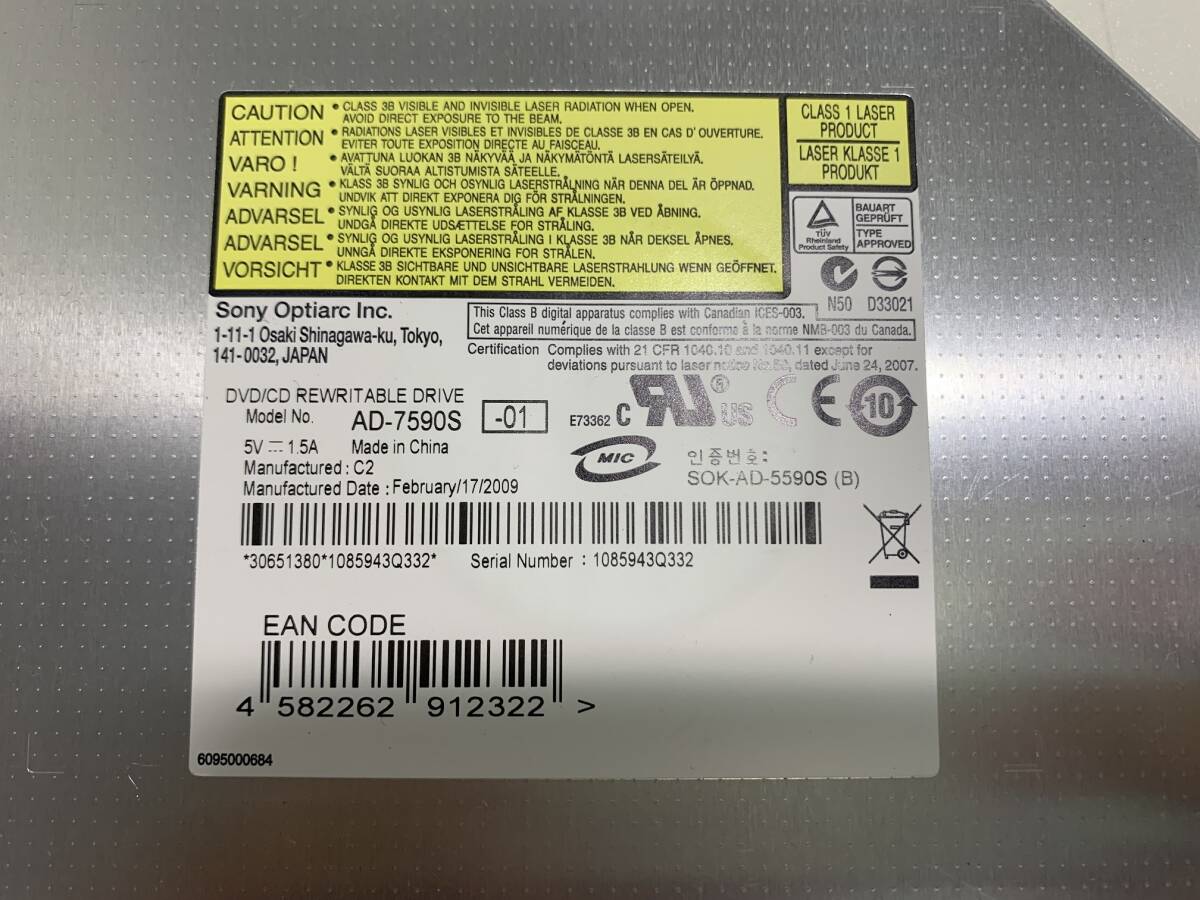 CAUTION • CLASS 3B VISIBLE AND INVISIBLE LASER RADIATION WHEN OPEN.
AVOID DIRECT EXPOSURE TO THE BEAM.
ATTENTION • RADIATIONS LASER VISIBLES ET INVISIBLES DE CLASSE 3B EN CAS D'OUVERTURE.
EVITER TOUTE EXPOSITION DIRECTE AU FAISCEAU.
VARO ! • AVATTUNA LUOKAN 3B NÄKYVÄÄ JA NÄKYMÄTÖNTÄ LASERSÄTEILYÄ.
VÄLTÄ SUORAA ALTISTUMISTA SÄTEELLE.
VARNING • KLASS 3B SYNLIG OCH OSYNLIG LASERSTRÅLNING NÄR DENNA DEL ÄR ÖPPNAD.
UNDVIK ATT DIREKT EXPONERA DIG FÖR STRÅLNINGEN.
ADVARSEL • SYNLIG OG USYNLIG LASERSTRÅLING AF KLASSE 3B VED ÅBNING.
UNDGÅ DIREKTE UDSÆTTELSE FOR STRÅLING.
ADVARSEL • SYNLIG OG USYNLIG LASERSTRÅLING I KLASSE 3B NÅR DEKSEL ÅPNES.
UNNGÅ DIREKTE EKSPONERING FOR STRÅLEN.
VORSICHT • KLASSE 3B SICHTBARE UND UNSICHTBARE LASERSTRAHLUNG WENN GEÖFFNET.
DIREKTEN KONTAKT MIT DEM STRAHL VERMEIDEN.
CLASS 1 LASER
PRODUCT
LASER KLASSE 1
PRODUKT
TÜV
Rheinland
Product Safety
BAUART
GEPRÜFT
TYPE
APPROVED
N50 D33021
Sony Optiarc Inc.
1-11-1 Osaki Shinagawa-ku, Tokyo,
141-0032, JAPAN
This Class B digital apparatus complies with Canadian ICES-003.
Cet appareil numérique de la classe B est conforme à la norme NMB-003 du Canada.
Certification Complies with 21 CFR 1040.10 and 1040.11 except for
deviations pursuant to laser notice No.50, dated June 24, 2007.
DVD/CD REWRITABLE DRIVE
Model No. AD-7590S -01
E73362 C RU ® US CE 10
5V 1.5A Made in China
Manufactured : C2
Manufactured Date : February/17/2009
MIC
인증번호:
SOK-AD-5590S (B)
*30651380*1085943Q332* Serial Number : 1085943Q332
EAN CODE
4 582262 912322 >
6095000684